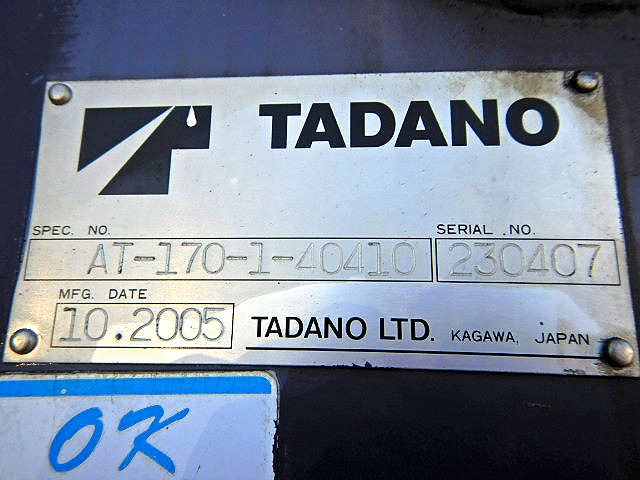 TADANO
SPEC. NO.
SERIAL NO.
AT-170-1-40410
230407
MFG. DATE
10.2005
TADANO LTD. KAGAWA, JAPAN
OK